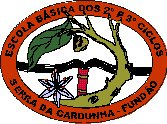 ESCOLA BÁSICA DOS 2º E 3º CICLOS
SERRA DA GARDUNHA - FUNDÃO